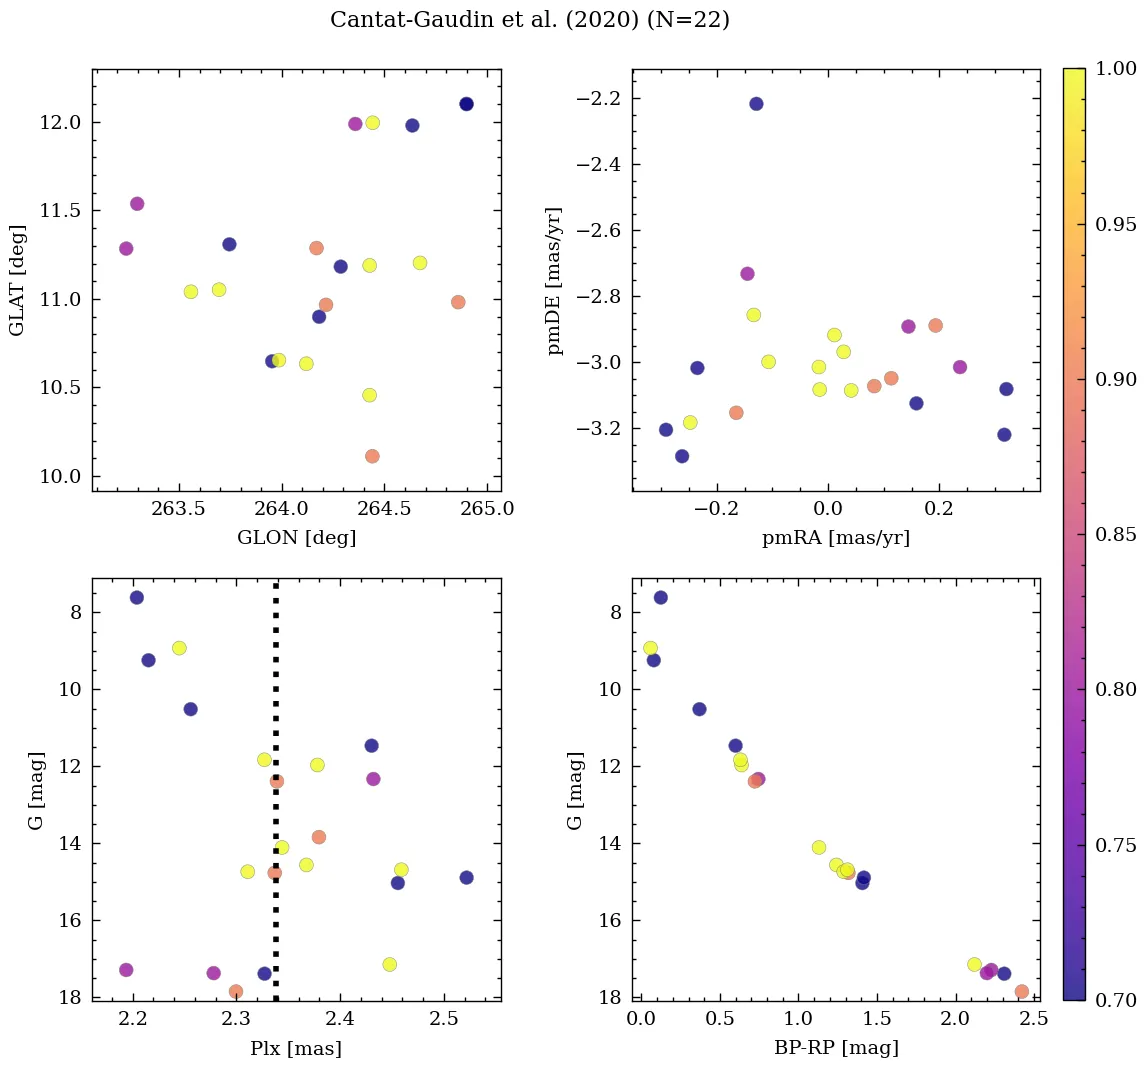 Cantat-Gaudin et al. (2020) (N=22)
12.0
11.5
11.0
10.5
10.0
GLAT [deg]
263.5 264.0 264.5 265.0
GLON [deg]
−2.2
−2.4
−2.6
−2.8
−3.0
−3.2
pmDE [mas/yr]
−0.2 0.0 0.2
pmRA [mas/yr]
8
10
12
14
16
18
G [mag]
2.2 2.3 2.4 2.5
Plx [mas]
8
10
12
14
16
18
G [mag]
0.0 0.5 1.0 1.5 2.0 2.5
BP-RP [mag]
1.00
0.95
0.90
0.85
0.80
0.75
0.70